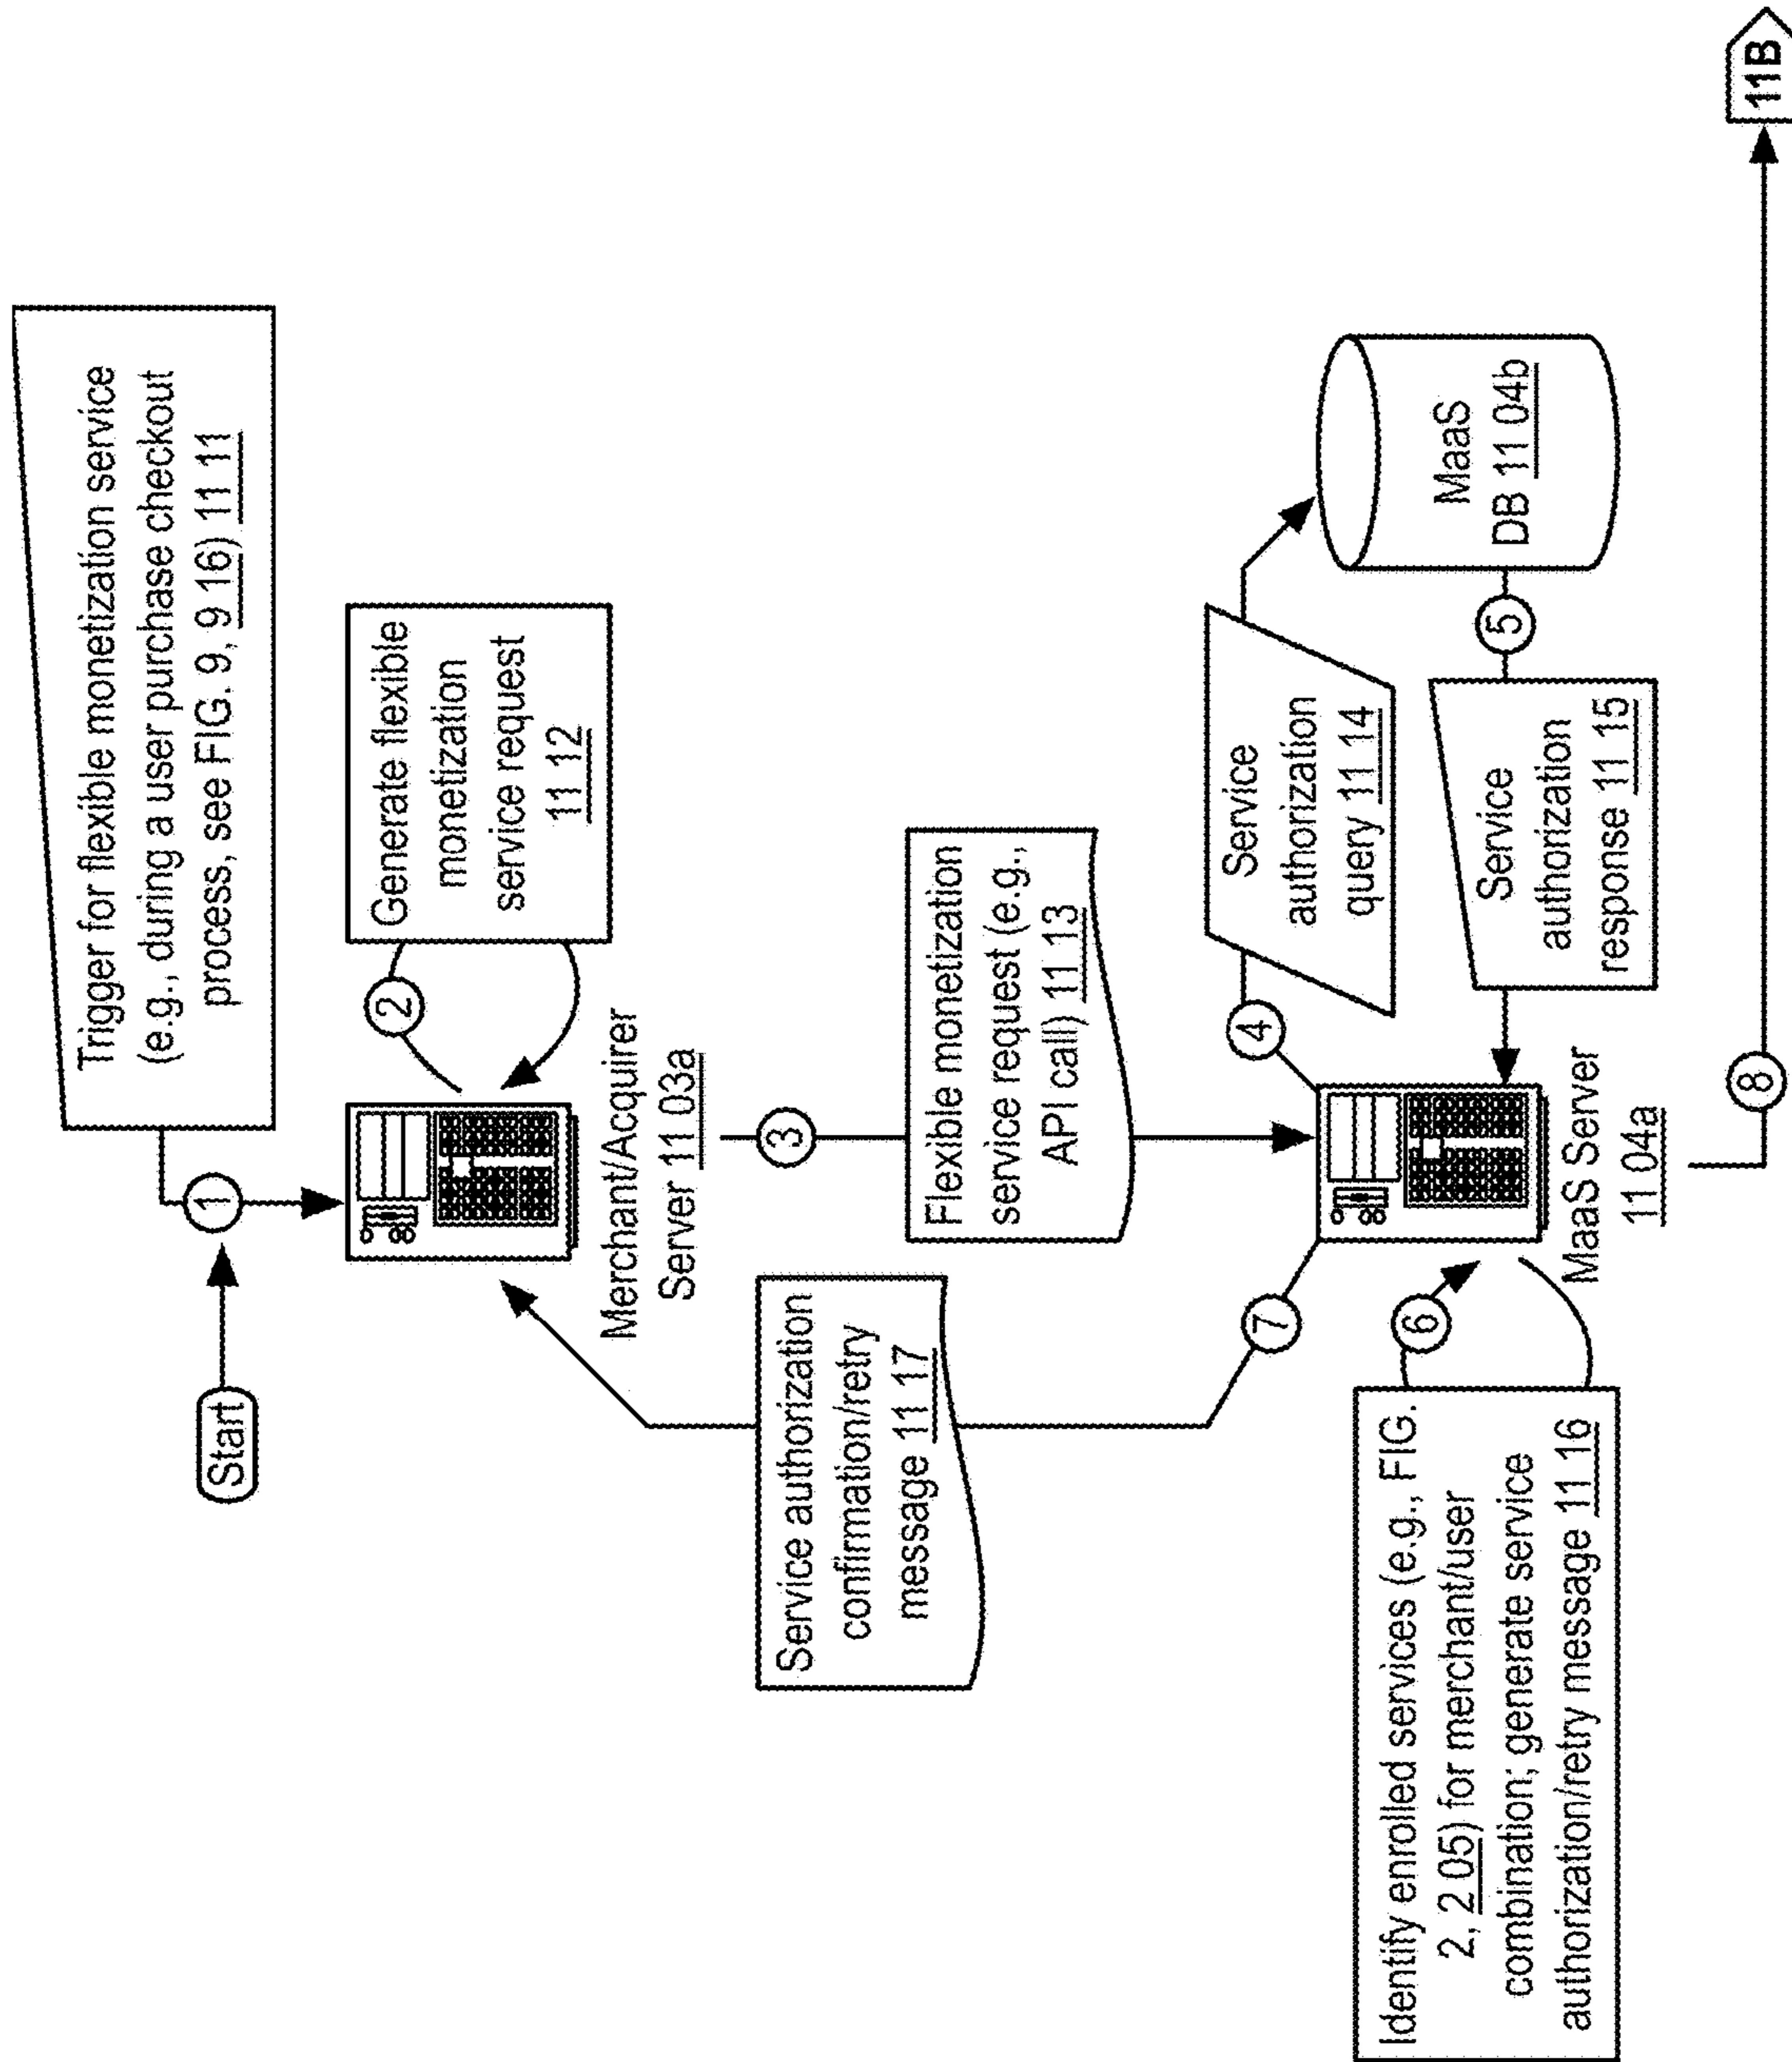 Start
1
Trigger for flexible monetization service
(e.g., during a user purchase checkout
process, see FIG. 9, 9 16) 11 11
2
Generate flexible
monetization
service request
11 12
Merchant/Acquirer
Server 11 03a
3
Flexible monetization
service request (e.g.,
API call) 11 13
Service authorization
confirmation/retry
message 11 17
7
4
Service
authorization
query 11 14
MaaS
DB 11 04b
5
Service
authorization
response 11 15
MaaS Server
11 04a
6
Identify enrolled services (e.g., FIG.
2, 2 05) for merchant/user
combination; generate service
authorization/retry message 11 16
8
11B